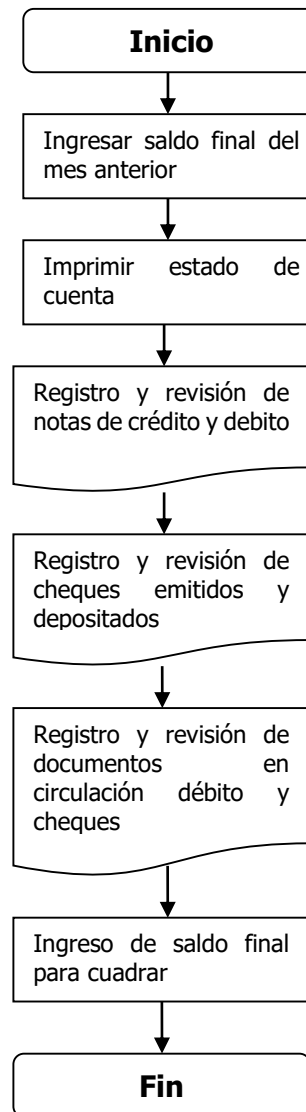 Inicio
Ingresar saldo final del
mes anterior
Imprimir estado de
cuenta
Registro y revisión de
notas de crédito y debito
Registro y revisión de
cheques emitidos y
depositados
Registro y revisión de
documentos en
circulación débito y
cheques
Ingreso de saldo final
para cuadrar
Fin